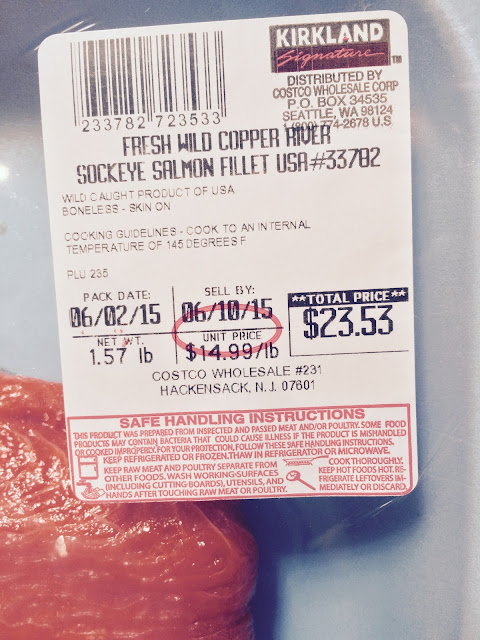 KIRKLAND
Signature™
DISTRIBUTED BY
COSTCO WHOLESALE CORP
P.O. BOX 34535
SEATTLE, WA 98124
(800) 774-2678 U.S
233782 723533
FRESH WILD COPPER RIVER
SOCKEYE SALMON FILLET USA #33782
WILD CAUGHT PRODUCT OF USA
BONELESS - SKIN ON
COOKING GUIDELINES - COOK TO AN INTERNAL
TEMPERATURE OF 145 DEGREES F
PLU 235
PACK DATE:
06/02/15
SELL BY:
06/10/15
**TOTAL PRICE**
$23.53
NET WT.
1.57 lb
UNIT PRICE
$14.99/lb
COSTCO WHOLESALE #231
HACKENSACK, N.J. 07601
SAFE HANDLING INSTRUCTIONS
THIS PRODUCT WAS PREPARED FROM INSPECTED AND PASSED MEAT AND/OR POULTRY. SOME FOOD
PRODUCTS MAY CONTAIN BACTERIA THAT COULD CAUSE ILLNESS IF THE PRODUCT IS MISHANDLED
OR COOKED IMPROPERLY. FOR YOUR PROTECTION, FOLLOW THESE SAFE HANDLING INSTRUCTIONS.
KEEP REFRIGERATED OR FROZEN. THAW IN REFRIGERATOR OR MICROWAVE.
KEEP RAW MEAT AND POULTRY SEPARATE FROM
OTHER FOODS. WASH WORKING SURFACES
(INCLUDING CUTTING BOARDS), UTENSILS, AND
HANDS AFTER TOUCHING RAW MEAT OR POULTRY.
COOK THOROUGHLY.
KEEP HOT FOODS HOT. RE-
FRIGERATE LEFTOVERS IM-
MEDIATELY OR DISCARD.